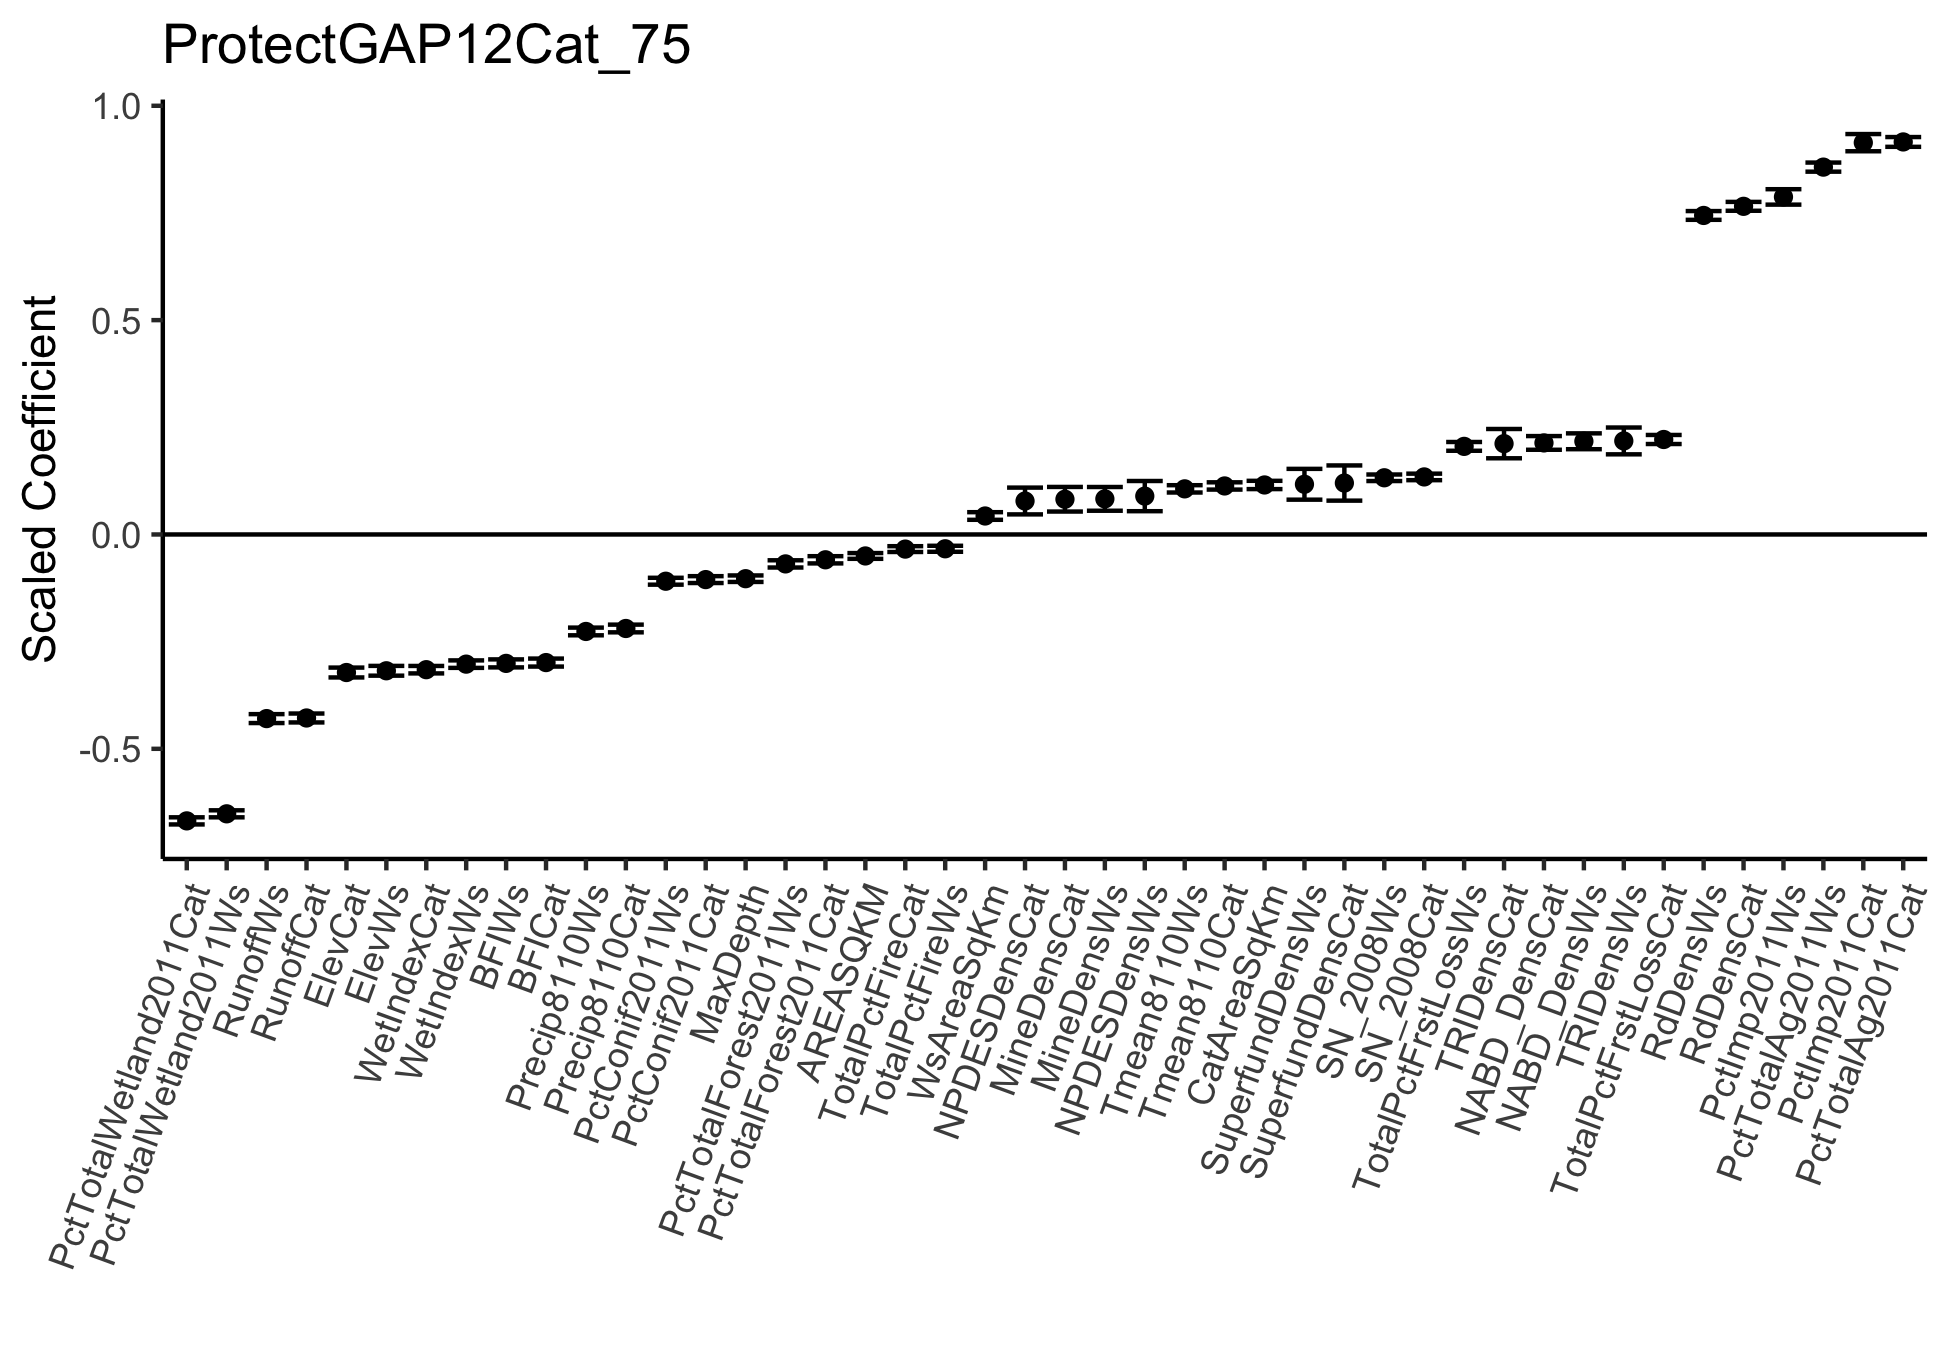 ProtectGAP12Cat_75
Scaled Coefficient
1.0
0.5
0.0
-0.5
PctTotalWetland2011Cat
PctTotalWetland2011Ws
RunoffWs
RunoffCat
ElevCat
ElevWs
WetIndexCat
WetIndexWs
BFIWs
BFICat
Precip8110Ws
Precip8110Cat
PctConif2011Ws
PctConif2011Cat
MaxDepth
PctTotalForest2011Ws
PctTotalForest2011Cat
AREASQKM
TotalPctFireCat
TotalPctFireWs
WsAreaSqKm
NPDESDensCat
MineDensCat
MineDensWs
NPDESDensWs
Tmean8110Ws
Tmean8110Cat
CatAreaSqKm
SuperfundDensWs
SuperfundDensCat
SN_2008Ws
SN_2008Cat
TotalPctFrstLossWs
TRIDensCat
NABD_DensCat
NABD_DensWs
TRIDensWs
TotalPctFrstLossCat
RdDensWs
RdDensCat
PctImp2011Ws
PctTotalAg2011Ws
PctImp2011Cat
PctTotalAg2011Cat